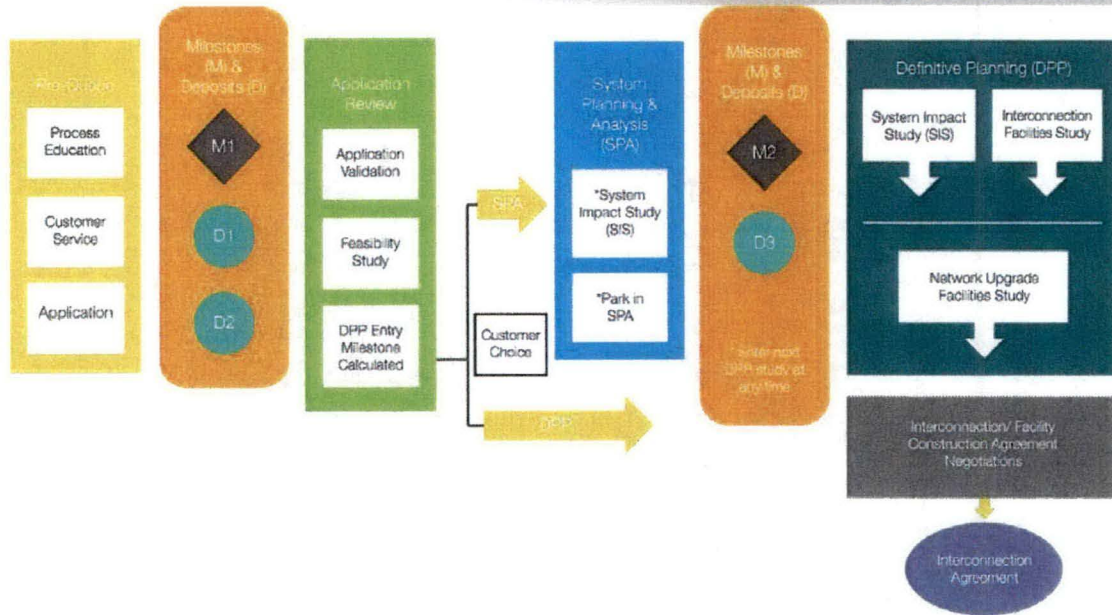 Process
Education
Customer
Service
Application
Milestones
(M) &
Deposits (D)
M1
D1
D2
Application
Review
Application
Validation
Feasibility
Study
DPP Entry
Milestone
Calculated
SPA
Customer
Choice
DPP
System
Planning &
Analysis
(SPA)
*System
Impact Study
(SIS)
*Park in
SPA
Milestones
(M) &
Deposits (D)
M2
D3
*Enter next
DPP study at
any time
Definitive Planning (DPP)
System Impact
Study (SIS)
Interconnection
Facilities Study
Network Upgrade
Facilities Study
Interconnection/ Facility
Construction Agreement
Negotiations
Interconnection
Agreement